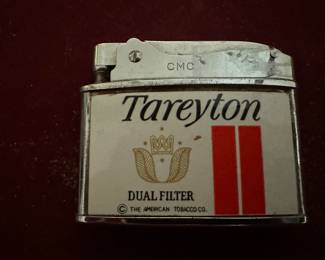 CMC
Tareyton
DUAL FILTER
© THE AMERICAN TOBACCO CO.